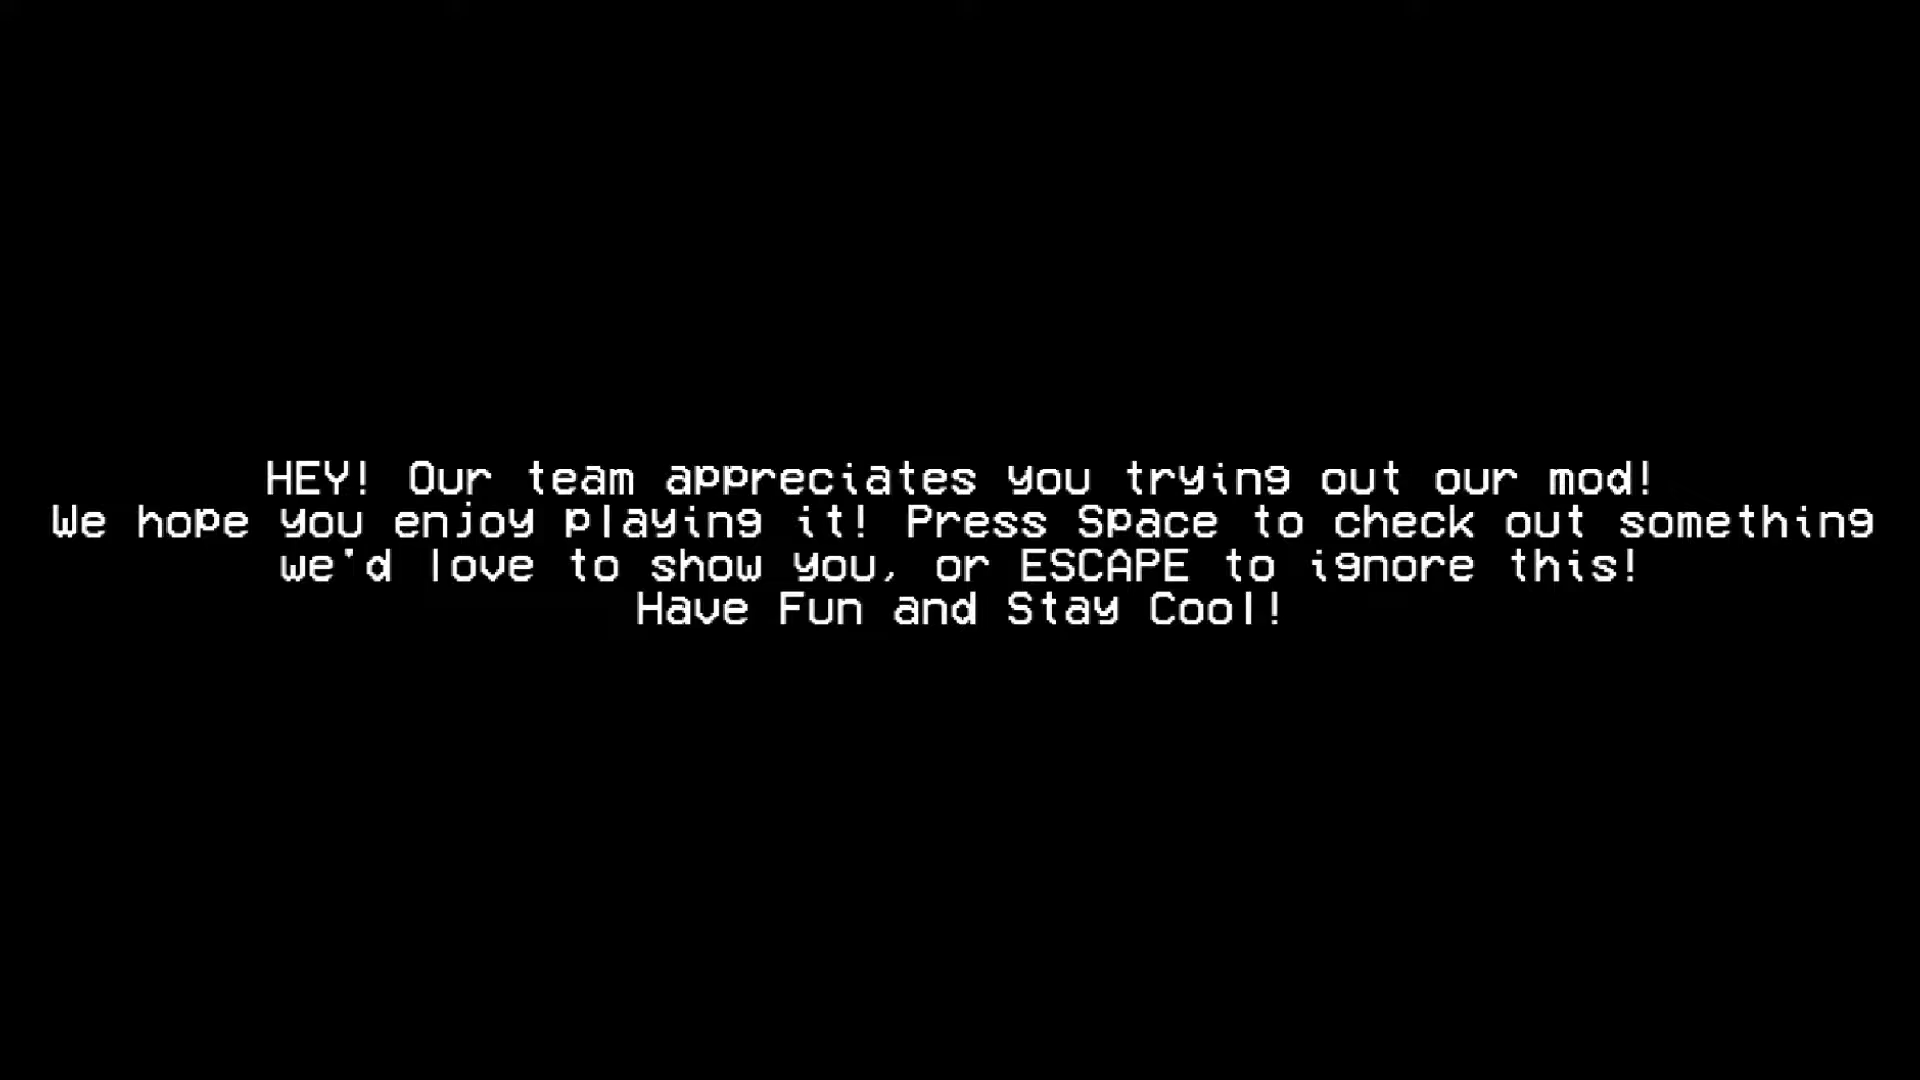 HEY! Our team appreciates you trying out our mod!
We hope you enjoy playing it! Press Space to check out something
we'd love to show you, or ESCAPE to ignore this!
Have Fun and Stay Cool!